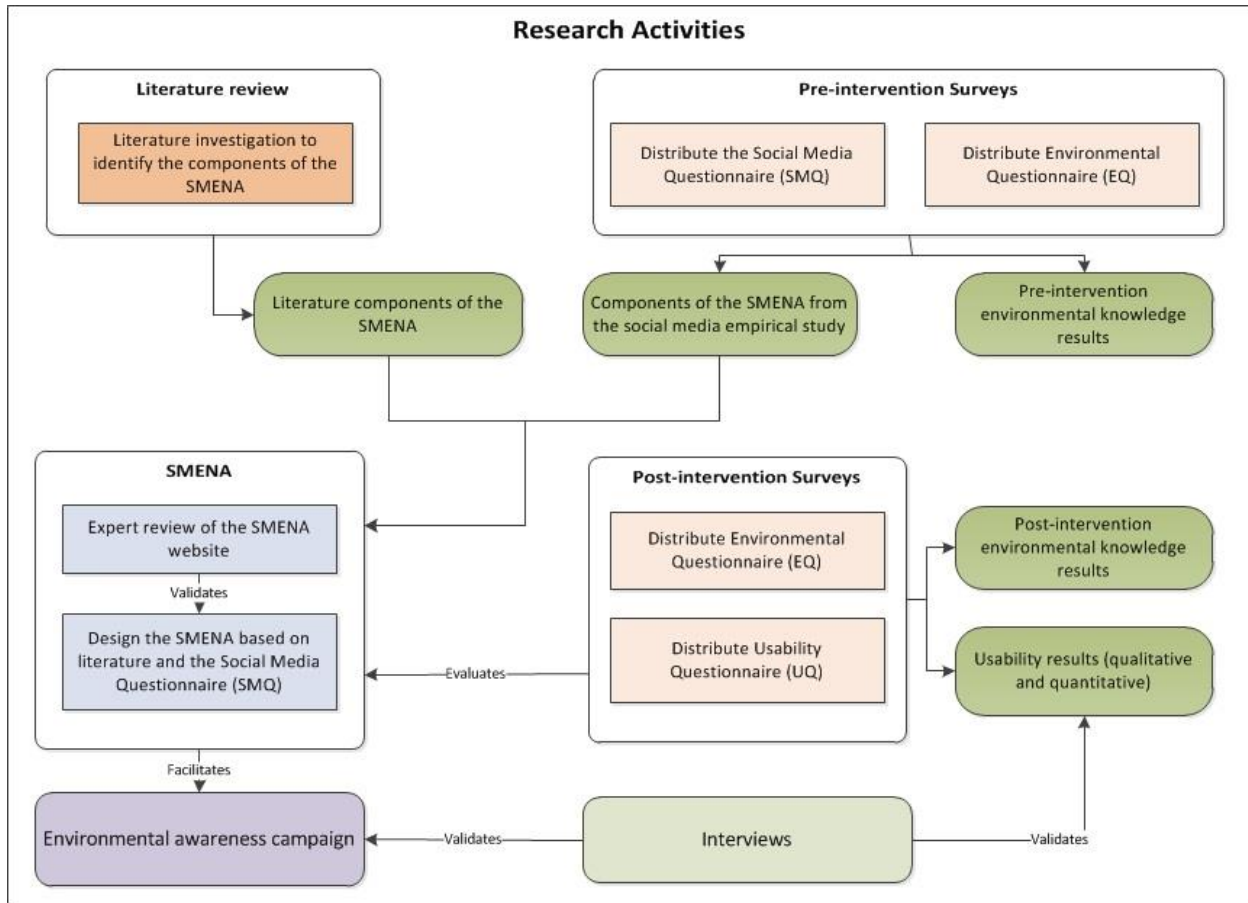 Research Activities
Literature review
Literature investigation to
identify the components of the
SMENA
Pre-intervention Surveys
Distribute the Social Media
Questionnaire (SMQ)
Distribute Environmental
Questionnaire (EQ)
Literature components of the
SMENA
Components of the SMENA from
the social media empirical study
Pre-intervention
environmental knowledge
results
SMENA
Expert review of the SMENA
website
Validates
Design the SMENA based on
literature and the Social Media
Questionnaire (SMQ)
Post-intervention Surveys
Distribute Environmental
Questionnaire (EQ)
Distribute Usability
Questionnaire (UQ)
Evaluates
Post-intervention
environmental knowledge
results
Usability results (qualitative
and quantitative)
Facilitates
Environmental awareness campaign
Validates
Interviews
Validates